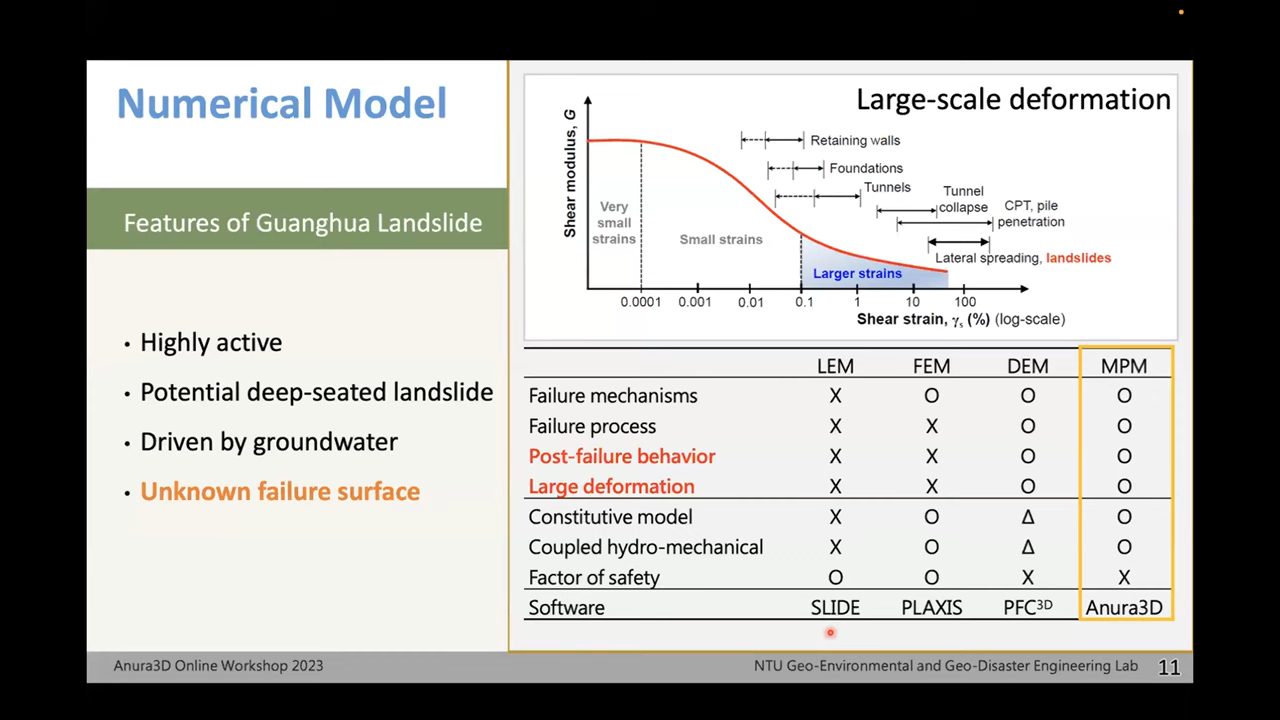 Numerical Model
Features of Guanghua Landslide
• Highly active
• Potential deep-seated landslide
• Driven by groundwater
• Unknown failure surface
Large-scale deformation
Shear modulus, G
Retaining walls
Foundations
Tunnels
Tunnel
collapse
CPT, pile
penetration
Lateral spreading, landslides
Very
small
strains
Small strains
Larger strains
0.0001 0.001 0.01 0.1 1 10 100
Shear strain, γs (%) (log-scale)
LEM FEM DEM MPM
Failure mechanisms X O O O
Failure process X X O O
Post-failure behavior X X O O
Large deformation X X O O
Constitutive model X O Δ O
Coupled hydro-mechanical X O Δ O
Factor of safety O O X X
Software SLIDE PLAXIS PFC3D Anura3D
Anura3D Online Workshop 2023
NTU Geo-Environmental and Geo-Disaster Engineering Lab 11